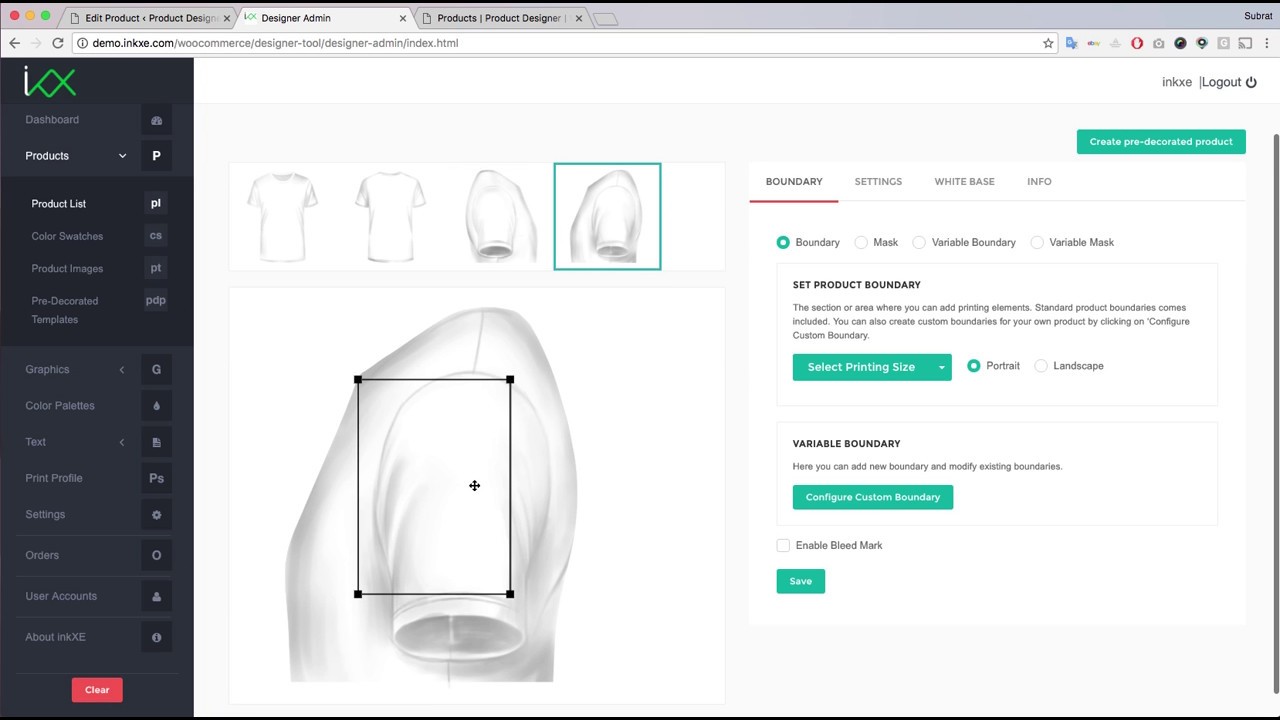 Edit Product ‹ Product Design
Designer Admin
Products | Product Designer |
Subrat
demo.inkxe.com/woocommerce/designer-tool/designer-admin/index.html
ikx
inkxe |Logout
Dashboard
Products P
Product List pl
Color Swatches cs
Product Images pt
Pre-Decorated pdp
Templates
Graphics G
Color Palettes
Text
Print Profile Ps
Settings
Orders O
User Accounts
About inkXE
Clear
Create pre-decorated product
BOUNDARY SETTINGS WHITE BASE INFO
Boundary Mask Variable Boundary Variable Mask
SET PRODUCT BOUNDARY
The section or area where you can add printing elements. Standard product boundaries comes
included. You can also create custom boundaries for your own product by clicking on 'Configure
Custom Boundary.
Select Printing Size Portrait Landscape
VARIABLE BOUNDARY
Here you can add new boundary and modify existing boundaries.
Configure Custom Boundary
Enable Bleed Mark
Save